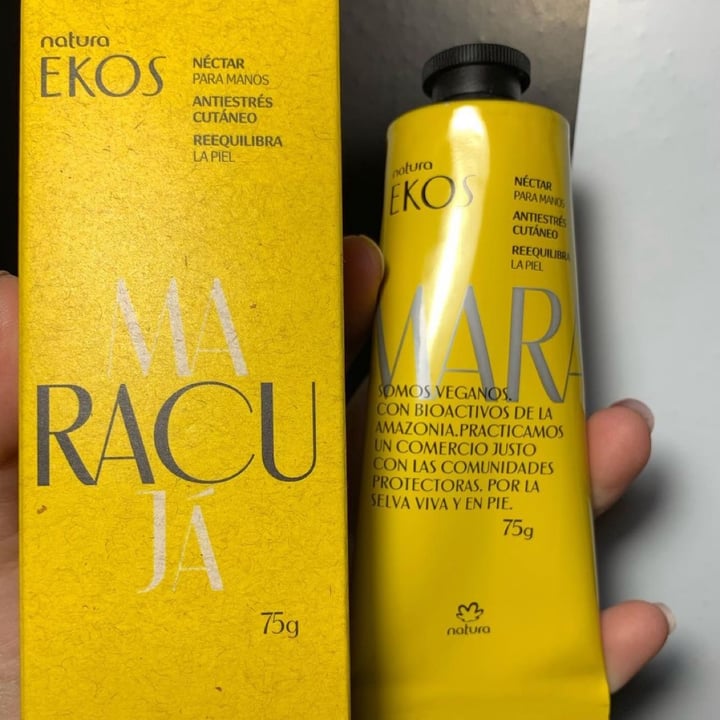 natura
EKOS
NÉCTAR
PARA MANOS
ANTIESTRÉS
CUTÁNEO
REEQUILIBRA
LA PIEL
MA
RACU
JÁ
75g
natura
EKOS
NÉCTAR
PARA MANOS
ANTIESTRÉS
CUTÁNEO
REEQUILIBRA
LA PIEL
MARA
SOMOS VEGANOS.
CON BIOACTIVOS DE LA
AMAZONIA.PRACTICAMOS
UN COMERCIO JUSTO
CON LAS COMUNIDADES
PROTECTORAS. POR LA
SELVA VIVA Y EN PIE.
75g
natura